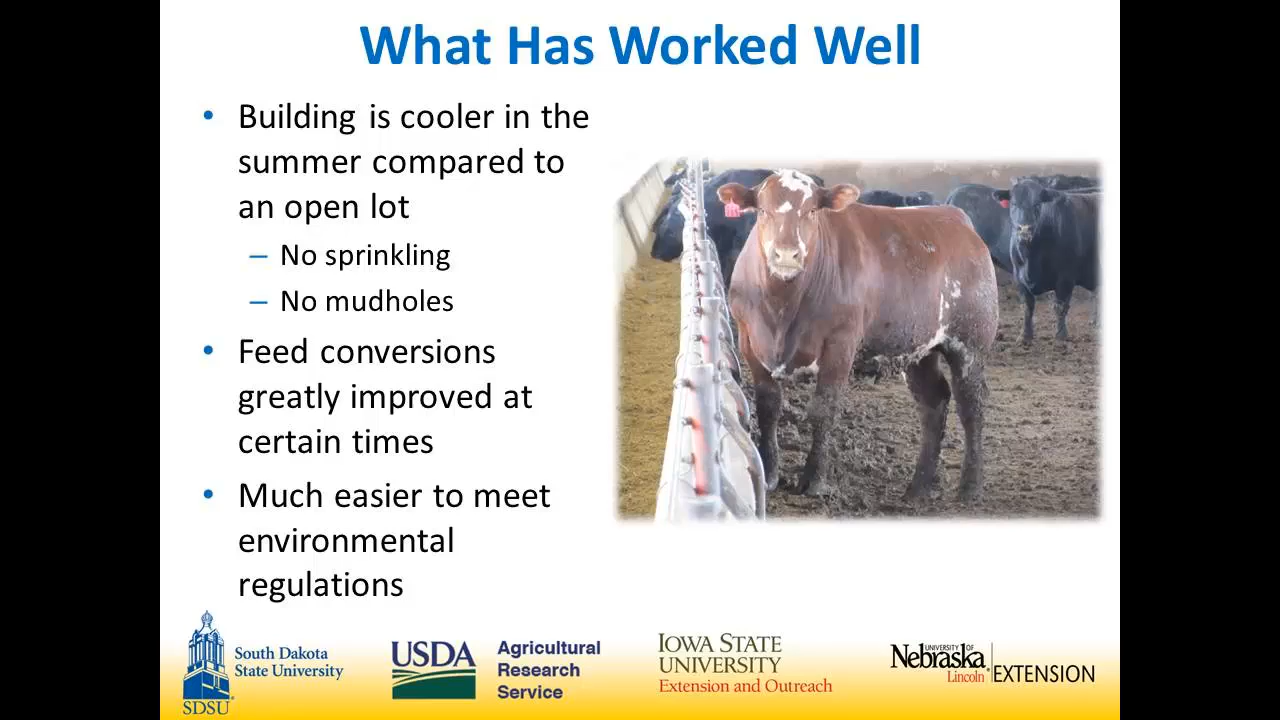 What Has Worked Well
• Building is cooler in the
summer compared to
an open lot
– No sprinkling
– No mudholes
• Feed conversions
greatly improved at
certain times
• Much easier to meet
environmental
regulations
South Dakota
State University
SDSU
USDA
Agricultural
Research
Service
IOWA STATE
UNIVERSITY
Extension and Outreach
UNIVERSITY OF
Nebraska
Lincoln
EXTENSION